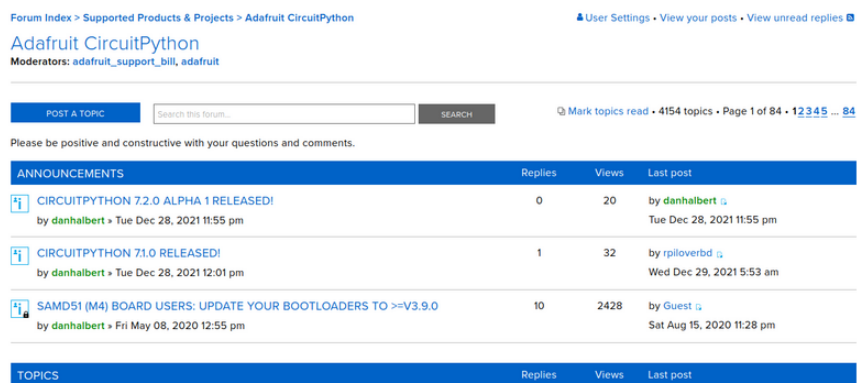 Forum Index > Supported Products & Projects > Adafruit CircuitPython
User Settings • View your posts • View unread replies
Adafruit CircuitPython
Moderators: adafruit_support_bill, adafruit
POST A TOPIC
Search this forum...
SEARCH
Mark topics read • 4154 topics • Page 1 of 84 • 1 2 3 4 5 ... 84
Please be positive and constructive with your questions and comments.
ANNOUNCEMENTS Replies Views Last post
CIRCUITPYTHON 7.2.0 ALPHA 1 RELEASED! 0 20 by danhalbert
by danhalbert » Tue Dec 28, 2021 11:55 pm Tue Dec 28, 2021 11:55 pm
CIRCUITPYTHON 7.1.0 RELEASED! 1 32 by rpiloverbd
by danhalbert » Tue Dec 28, 2021 12:01 pm Wed Dec 29, 2021 5:53 am
SAMD51 (M4) BOARD USERS: UPDATE YOUR BOOTLOADERS TO >=V3.9.0 10 2428 by Guest
by danhalbert » Fri May 08, 2020 12:55 pm Sat Aug 15, 2020 11:28 pm
TOPICS Replies Views Last post